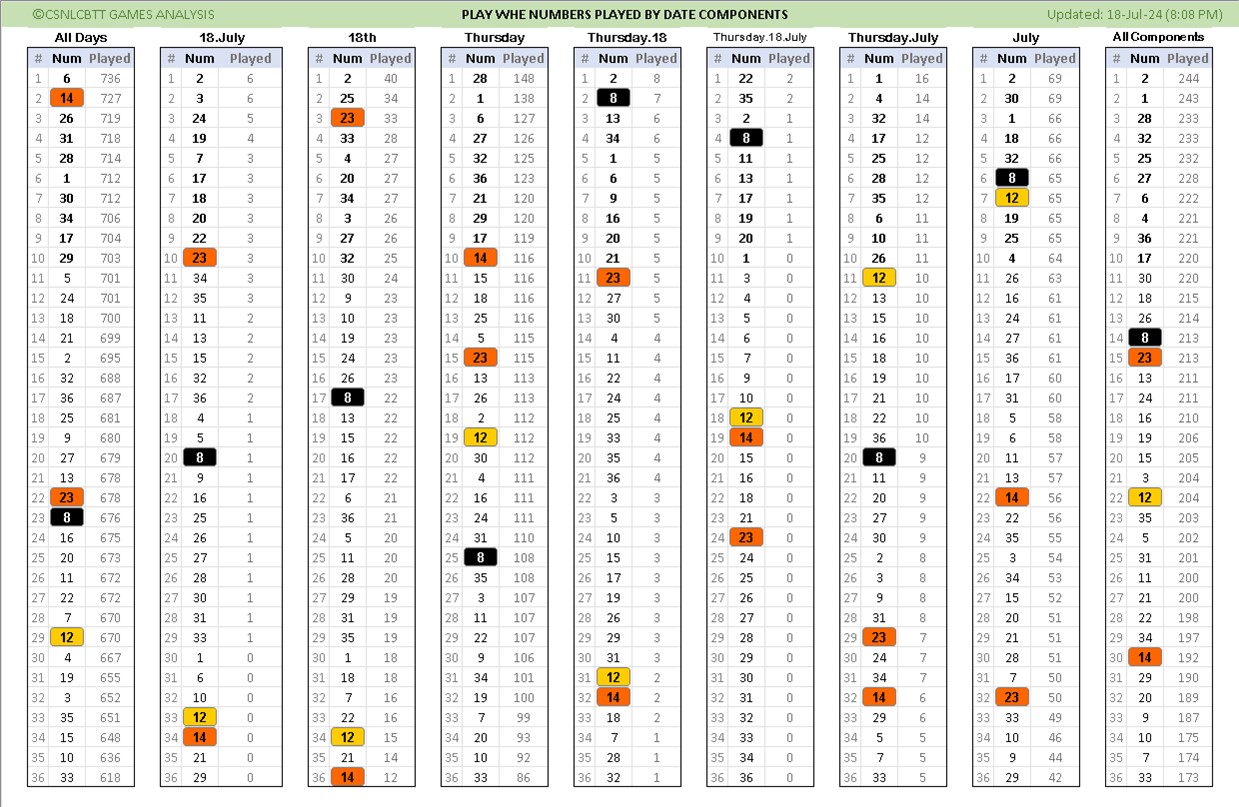 ©CSNLCBTT GAMES ANALYSIS PLAY WHE NUMBERS PLAYED BY DATE COMPONENTS Updated: 18-Jul-24 (8:08 PM)
All Days 18.July 18th Thursday Thursday.18 Thursday.18.July Thursday.July July All Components
# Num Played # Num Played # Num Played # Num Played # Num Played # Num Played # Num Played # Num Played # Num Played
1 6 736 1 2 6 1 2 40 1 28 148 1 2 8 1 22 2 1 1 16 1 2 69 1 2 244
2 14 727 2 3 6 2 25 34 2 1 138 2 8 7 2 35 2 2 4 14 2 30 69 2 1 243
3 26 719 3 24 5 3 23 33 3 6 127 3 13 6 3 2 1 3 32 14 3 1 66 3 28 233
4 31 718 4 19 4 4 33 28 4 27 126 4 34 6 4 8 1 4 17 12 4 18 66 4 32 233
5 28 714 5 7 3 5 4 27 5 32 125 5 1 5 5 11 1 5 25 12 5 32 66 5 25 232
6 1 712 6 17 3 6 20 27 6 36 123 6 6 5 6 13 1 6 28 12 6 8 65 6 27 228
7 30 712 7 18 3 7 34 27 7 21 120 7 9 5 7 17 1 7 35 12 7 12 65 7 6 222
8 34 706 8 20 3 8 3 26 8 29 120 8 16 5 8 19 1 8 6 11 8 19 65 8 4 221
9 17 704 9 22 3 9 27 26 9 17 119 9 20 5 9 20 1 9 10 11 9 25 65 9 36 221
10 29 703 10 23 3 10 32 25 10 14 116 10 21 5 10 1 0 10 26 11 10 4 64 10 17 220
11 5 701 11 34 3 11 30 24 11 15 116 11 23 5 11 3 0 11 12 10 11 26 63 11 30 220
12 24 701 12 35 3 12 9 23 12 18 116 12 27 5 12 4 0 12 13 10 12 16 61 12 18 215
13 18 700 13 11 2 13 10 23 13 25 116 13 30 5 13 5 0 13 15 10 13 24 61 13 26 214
14 21 699 14 13 2 14 19 23 14 5 115 14 4 4 14 6 0 14 16 10 14 27 61 14 8 213
15 2 695 15 15 2 15 24 23 15 23 115 15 11 4 15 7 0 15 18 10 15 36 61 15 23 213
16 32 688 16 32 2 16 26 23 16 13 113 16 22 4 16 9 0 16 19 10 16 17 60 16 13 211
17 36 687 17 36 2 17 8 22 17 26 113 17 24 4 17 10 0 17 21 10 17 31 60 17 24 211
18 25 681 18 4 1 18 13 22 18 2 112 18 25 4 18 12 0 18 22 10 18 5 58 18 16 210
19 9 680 19 5 1 19 15 22 19 12 112 19 33 4 19 14 0 19 36 10 19 6 58 19 19 206
20 27 679 20 8 1 20 16 22 20 30 112 20 35 4 20 15 0 20 8 9 20 11 57 20 15 205
21 13 678 21 9 1 21 17 22 21 4 111 21 36 4 21 16 0 21 11 9 21 13 57 21 3 204
22 23 678 22 16 1 22 6 21 22 16 111 22 3 3 22 18 0 22 20 9 22 14 56 22 12 204
23 8 676 23 25 1 23 36 21 23 24 111 23 5 3 23 21 0 23 27 9 23 22 56 23 35 203
24 16 675 24 26 1 24 5 20 24 31 110 24 10 3 24 23 0 24 30 9 24 35 55 24 5 202
25 20 673 25 27 1 25 11 20 25 8 108 25 15 3 25 24 0 25 2 8 25 3 54 25 31 201
26 11 672 26 28 1 26 28 20 26 35 108 26 17 3 26 25 0 26 3 8 26 34 53 26 11 200
27 22 672 27 30 1 27 29 19 27 3 107 27 19 3 27 26 0 27 9 8 27 15 52 27 21 200
28 7 670 28 31 1 28 31 19 28 11 107 28 26 3 28 27 0 28 31 8 28 20 51 28 22 198
29 12 670 29 33 1 29 35 19 29 22 107 29 29 3 29 28 0 29 23 7 29 21 51 29 34 197
30 4 667 30 1 0 30 1 18 30 9 106 30 31 3 30 29 0 30 24 7 30 28 51 30 14 192
31 19 655 31 6 0 31 18 18 31 34 101 31 12 2 31 30 0 31 34 7 31 7 50 31 29 190
32 3 652 32 10 0 32 7 16 32 19 100 32 14 2 32 31 0 32 14 6 32 23 50 32 20 189
33 35 651 33 12 0 33 22 16 33 7 99 33 18 2 33 32 0 33 29 6 33 33 49 33 9 187
34 15 648 34 14 0 34 12 15 34 20 93 34 7 1 34 33 0 34 5 5 34 10 46 34 10 175
35 10 636 35 21 0 35 21 14 35 10 92 35 28 1 35 34 0 35 7 5 35 9 44 35 7 174
36 33 618 36 29 0 36 14 12 36 33 86 36 32 1 36 36 0 36 33 5 36 29 42 36 33 173